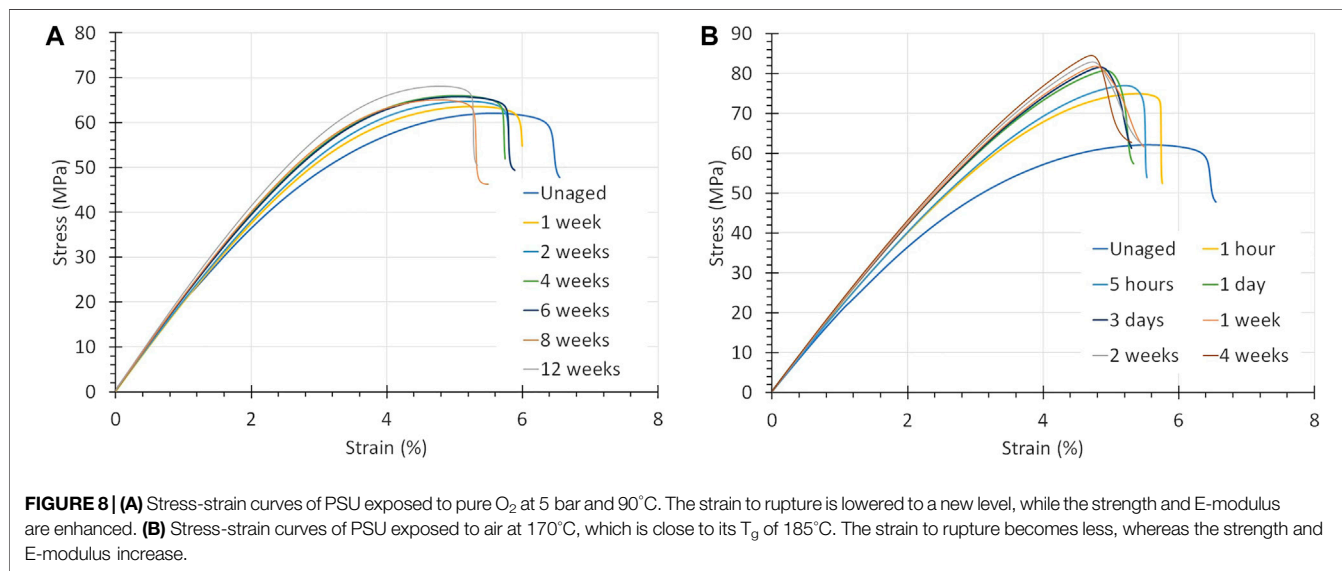 A
80
70
60
50
40
30
20
10
0
Stress (MPa)
0 2 4 6 8
Strain (%)
Unaged
1 week
2 weeks
4 weeks
6 weeks
8 weeks
12 weeks
B
90
80
70
60
50
40
30
20
10
0
Stress (MPa)
0 2 4 6 8
Strain (%)
Unaged 1 hour
5 hours 1 day
3 days 1 week
2 weeks 4 weeks
FIGURE 8 | (A) Stress-strain curves of PSU exposed to pure O₂ at 5 bar and 90°C. The strain to rupture is lowered to a new level, while the strength and E-modulus
are enhanced. (B) Stress-strain curves of PSU exposed to air at 170°C, which is close to its Tg of 185°C. The strain to rupture becomes less, whereas the strength and
E-modulus increase.